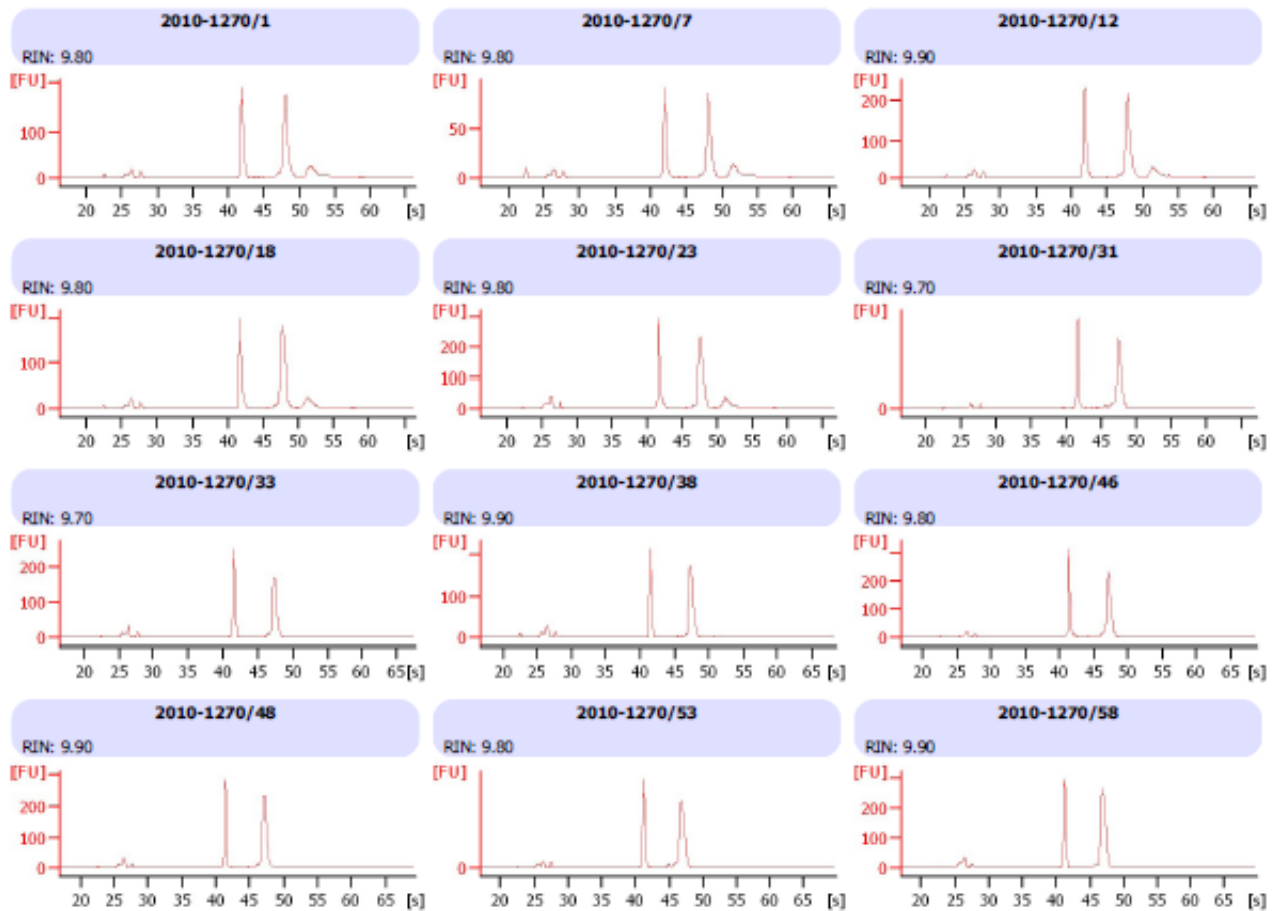 2010-1270/1 2010-1270/7 2010-1270/12
RIN: 9.80 RIN: 9.80 RIN: 9.90
[FU] [FU] [FU]
200
100 50 100
0 0 0
20 25 30 35 40 45 50 55 60 [s] 20 25 30 35 40 45 50 55 60 [s] 20 25 30 35 40 45 50 55 60 [s]
2010-1270/18 2010-1270/23 2010-1270/31
RIN: 9.80 RIN: 9.80 RIN: 9.70
[FU] [FU] [FU]
200
100 100
0 0 0
20 25 30 35 40 45 50 55 60 [s] 20 25 30 35 40 45 50 55 60 [s] 20 25 30 35 40 45 50 55 60 [s]
2010-1270/33 2010-1270/38 2010-1270/46
RIN: 9.70 RIN: 9.90 RIN: 9.80
[FU] [FU] [FU]
200 200
100 100 100
0 0 0
20 25 30 35 40 45 50 55 60 65 [s] 20 25 30 35 40 45 50 55 60 65 [s] 20 25 30 35 40 45 50 55 60 65 [s]
2010-1270/48 2010-1270/53 2010-1270/58
RIN: 9.90 RIN: 9.80 RIN: 9.90
[FU] [FU] [FU]
200 200
100 100
0 0 0
20 25 30 35 40 45 50 55 60 65 [s] 20 25 30 35 40 45 50 55 60 65 [s] 20 25 30 35 40 45 50 55 60 65 [s]